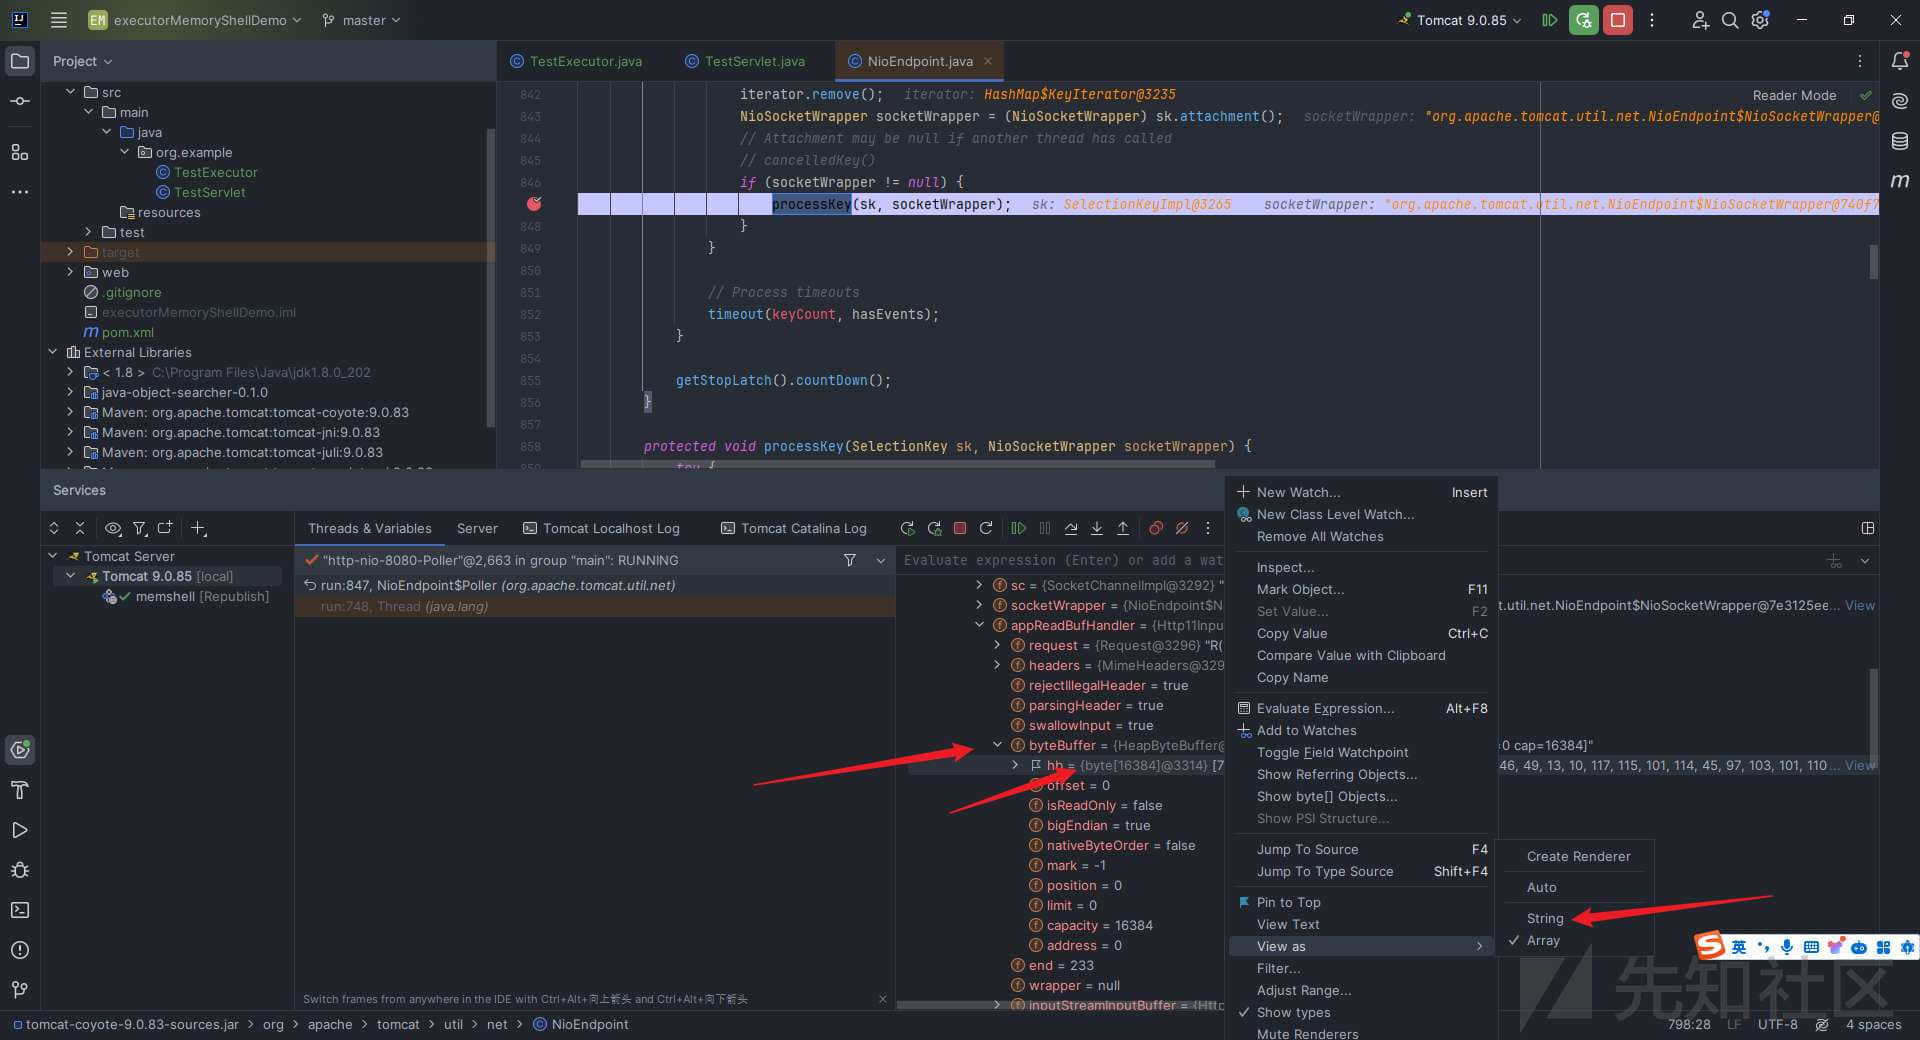 EM executorMemoryShellDemo master Tomcat 9.0.85
Project
TestExecutor.java TestServlet.java NioEndpoint.java
src
main
java
org.example
TestExecutor
TestServlet
resources
test
target
web
.gitignore
executorMemoryShellDemo.iml
pom.xml
External Libraries
< 1.8 > C:\Program Files\Java\jdk1.8.0_202
java-object-searcher-0.1.0
Maven: org.apache.tomcat:tomcat-coyote:9.0.83
Maven: org.apache.tomcat:tomcat-jni:9.0.83
Maven: org.apache.tomcat:tomcat-juli:9.0.83
Reader Mode
842 iterator.remove(); iterator: HashMap$KeyIterator@3235
843 NioSocketWrapper socketWrapper = (NioSocketWrapper) sk.attachment(); socketWrapper: "org.apache.tomcat.util.net.NioEndpoint$NioSocketWrapper@
844 // Attachment may be null if another thread has called
845 // cancelledKey()
846 if (socketWrapper != null) {
processKey(sk, socketWrapper); sk: SelectionKeyImpl@3265 socketWrapper: "org.apache.tomcat.util.net.NioEndpoint$NioSocketWrapper@740f7
848 }
849 }
850
851 // Process timeouts
852 timeout(keyCount, hasEvents);
853 }
854
855 getStopLatch().countDown();
856 }
857
858 protected void processKey(SelectionKey sk, NioSocketWrapper socketWrapper) {
try {
Services
Threads & Variables Server Tomcat Localhost Log Tomcat Catalina Log
Tomcat Server
Tomcat 9.0.85 [local]
memshell [Republish]
"http-nio-8080-Poller"@2,663 in group "main": RUNNING
run:847, NioEndpoint$Poller (org.apache.tomcat.util.net)
run:748, Thread (java.lang)
Switch frames from anywhere in the IDE with Ctrl+Alt+向上箭头 and Ctrl+Alt+向下箭头
Evaluate expression (Enter) or add a wat
sc = {SocketChannelImpl@3292} "
socketWrapper = {NioEndpoint$N
t.util.net.NioEndpoint$NioSocketWrapper@7e3125ee... View
appReadBufHandler = {Http11Inpu
request = {Request@3296} "R(
headers = {MimeHeaders@329
rejectIllegalHeader = true
parsingHeader = true
swallowInput = true
byteBuffer = {HeapByteBuffer@
=0 cap=16384]"
hb = {byte[16384]@3314} [7
46, 49, 13, 10, 117, 115, 101, 114, 45, 97, 103, 101, 110... View
offset = 0
isReadOnly = false
bigEndian = true
nativeByteOrder = false
mark = -1
position = 0
limit = 0
capacity = 16384
address = 0
end = 233
wrapper = null
inputStreamInputBuffer = {Htt
New Watch... Insert
New Class Level Watch...
Remove All Watches
Inspect...
Mark Object... F11
Set Value... F2
Copy Value Ctrl+C
Compare Value with Clipboard
Copy Name
Evaluate Expression... Alt+F8
Add to Watches
Toggle Field Watchpoint
Show Referring Objects...
Show byte[] Objects...
Show PSI Structure...
Jump To Source F4
Jump To Type Source Shift+F4
Pin to Top
View Text
View as
Filter...
Adjust Range...
Show types
Mute Renderers
Create Renderer
Auto
String
Array
英
先知社区
tomcat-coyote-9.0.83-sources.jar > org > apache > tomcat > util > net > NioEndpoint
798:28 LF UTF-8 4 spaces